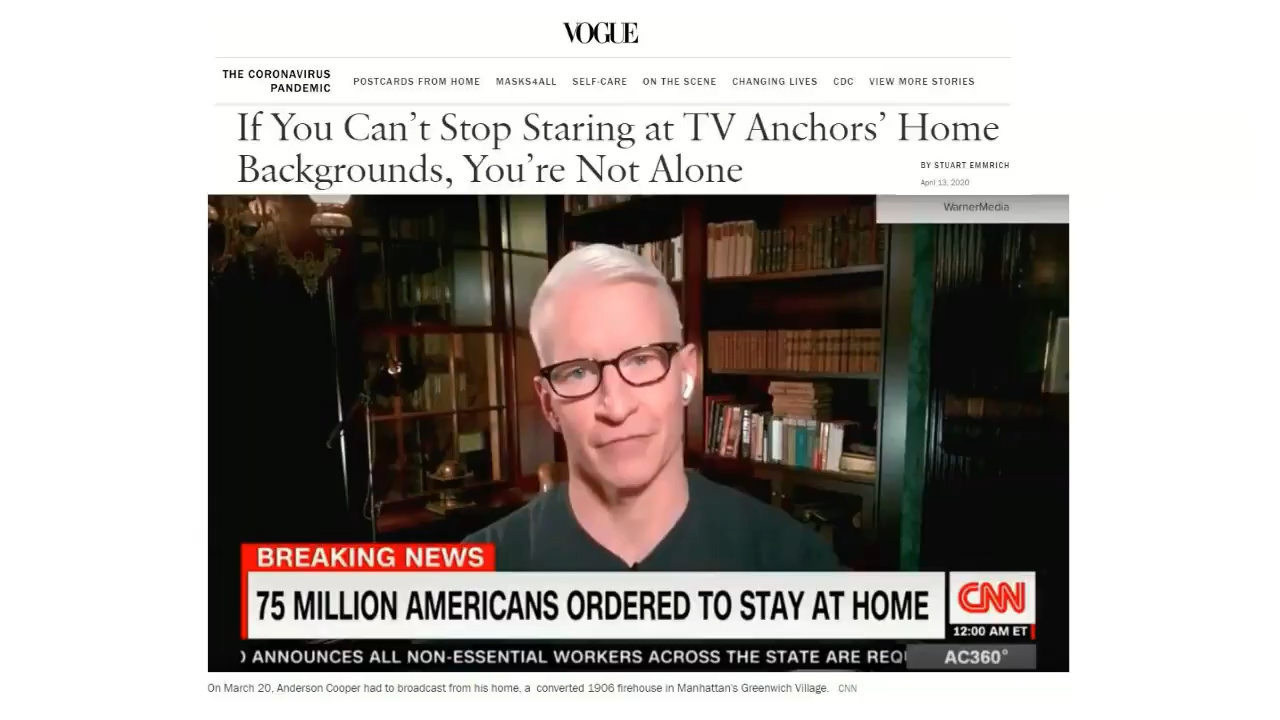 VOGUE
THE CORONAVIRUS
PANDEMIC
POSTCARDS FROM HOME MASKS4ALL SELF-CARE ON THE SCENE CHANGING LIVES CDC VIEW MORE STORIES
If You Can't Stop Staring at TV Anchors' Home
Backgrounds, You're Not Alone
BY STUART EMMRICH
April 13, 2020
WarnerMedia
BREAKING NEWS
75 MILLION AMERICANS ORDERED TO STAY AT HOME
CNN
12:00 AM ET
ANNOUNCES ALL NON-ESSENTIAL WORKERS ACROSS THE STATE ARE
AC360°
On March 20, Anderson Cooper had to broadcast from his home, a converted 1906 firehouse in Manhattan's Greenwich Village. CNN